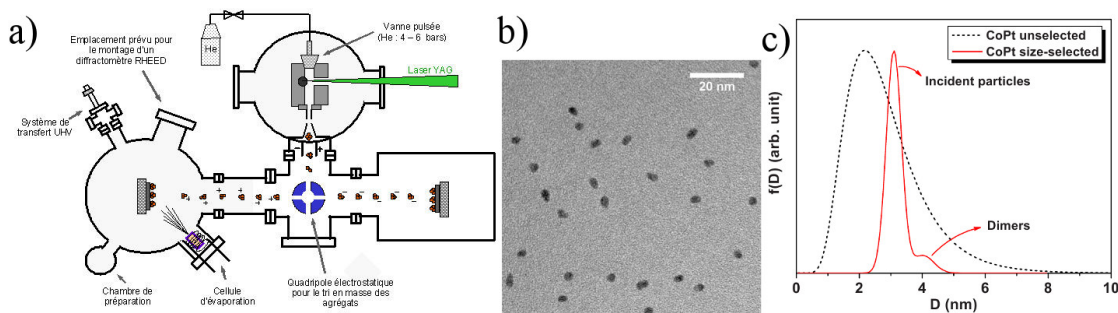 a)
Emplacement prévu pour
le montage d'un
diffractomètre RHEED
Système de
transfert UHV
He
Vanne pulsée
(He : 4 – 6 bars)
Laser YAG
Chambre de
préparation
Cellule
d'évaporation
Quadripole électrostatique
pour le tri en masse des
agrégats
b)
20 nm
c)
CoPt unselected
CoPt size-selected
Incident particles
Dimers
f(D) (arb. unit)
0 2 4 6 8 10
D (nm)